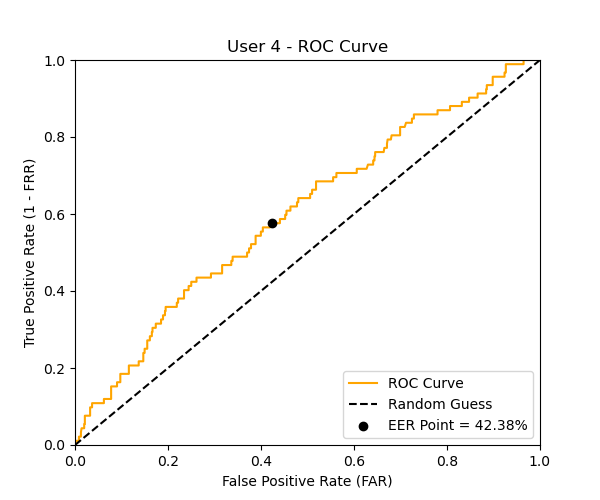 User 4 - ROC Curve
True Positive Rate (1 - FRR)
1.0
0.8
0.6
0.4
0.2
0.0
ROC Curve
Random Guess
EER Point = 42.38%
0.0 0.2 0.4 0.6 0.8 1.0
False Positive Rate (FAR)